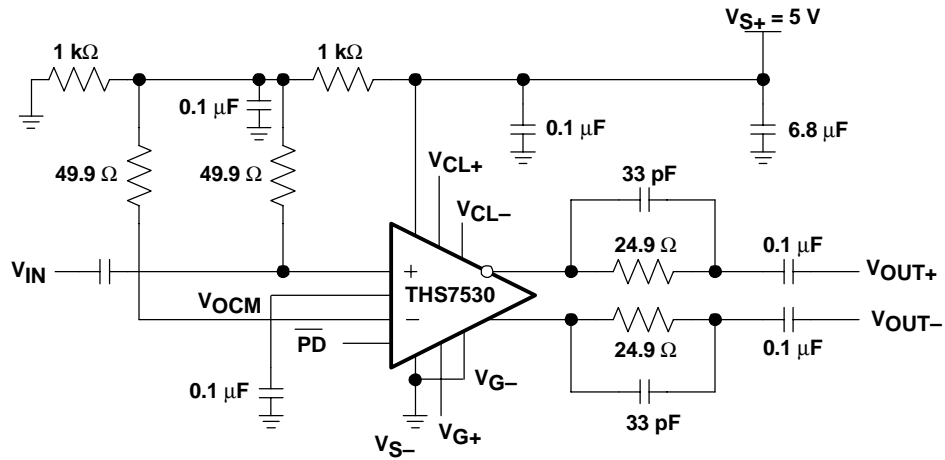 VS+ = 5 V
1 kΩ
1 kΩ
0.1 μF
0.1 μF
6.8 μF
49.9 Ω
49.9 Ω
VCL+
VCL–
33 pF
24.9 Ω
0.1 μF
VIN
VOUT+
+
THS7530
VOCM
–
VOUT–
PD
24.9 Ω
0.1 μF
0.1 μF
VG–
33 pF
VG+
VS–